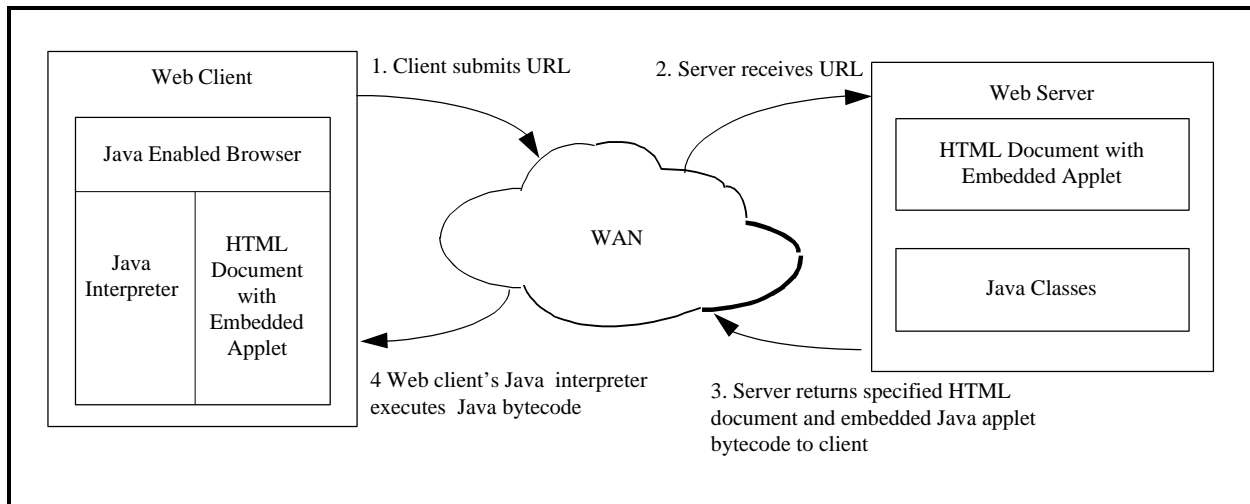 Web Client
Java Enabled Browser
Java
Interpreter
HTML
Document
with
Embedded
Applet
1. Client submits URL
2. Server receives URL
WAN
Web Server
HTML Document with
Embedded Applet
Java Classes
3. Server returns specified HTML
document and embedded Java applet
bytecode to client
4 Web client’s Java interpreter
executes Java bytecode